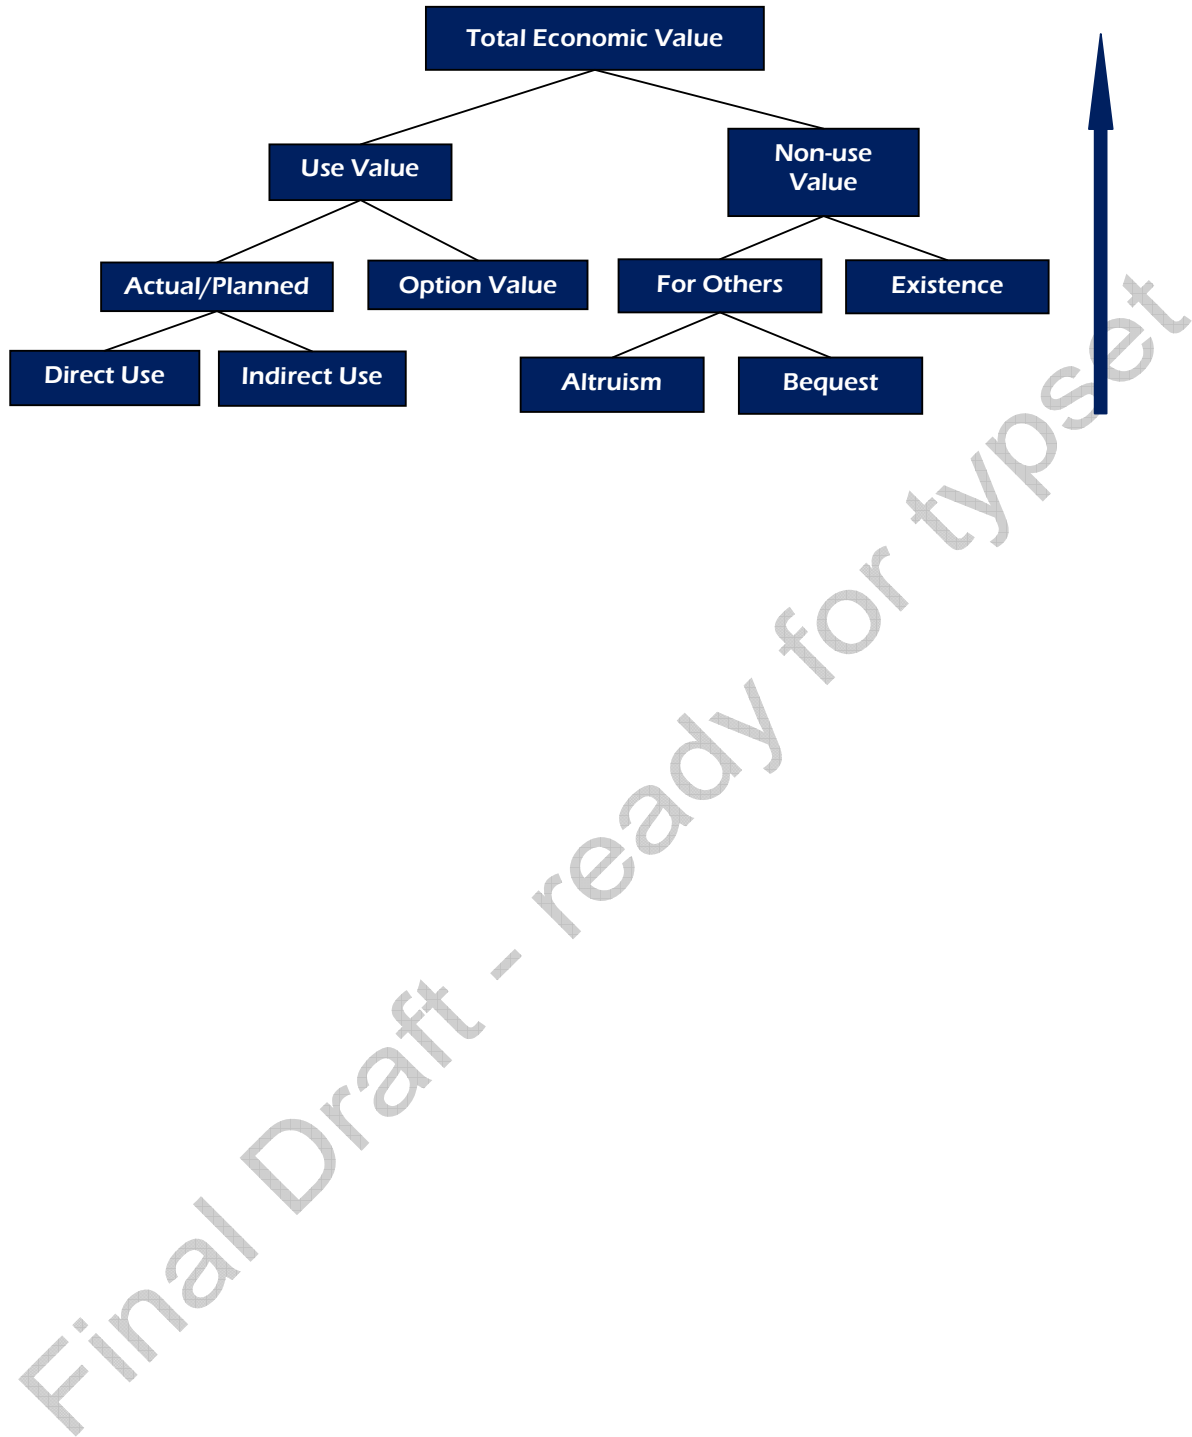 Total Economic Value
Use Value
Non-use
Value
Actual/Planned
Option Value
For Others
Existence
Direct Use
Indirect Use
Altruism
Bequest
Final Draft - ready for typset